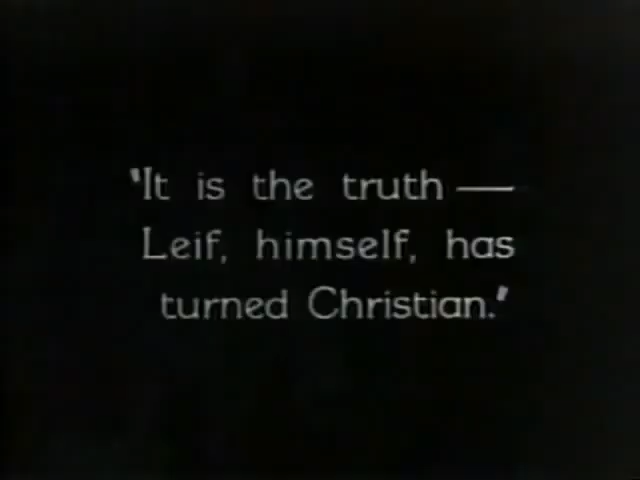 "It is the truth —
Leif, himself, has
turned Christian."